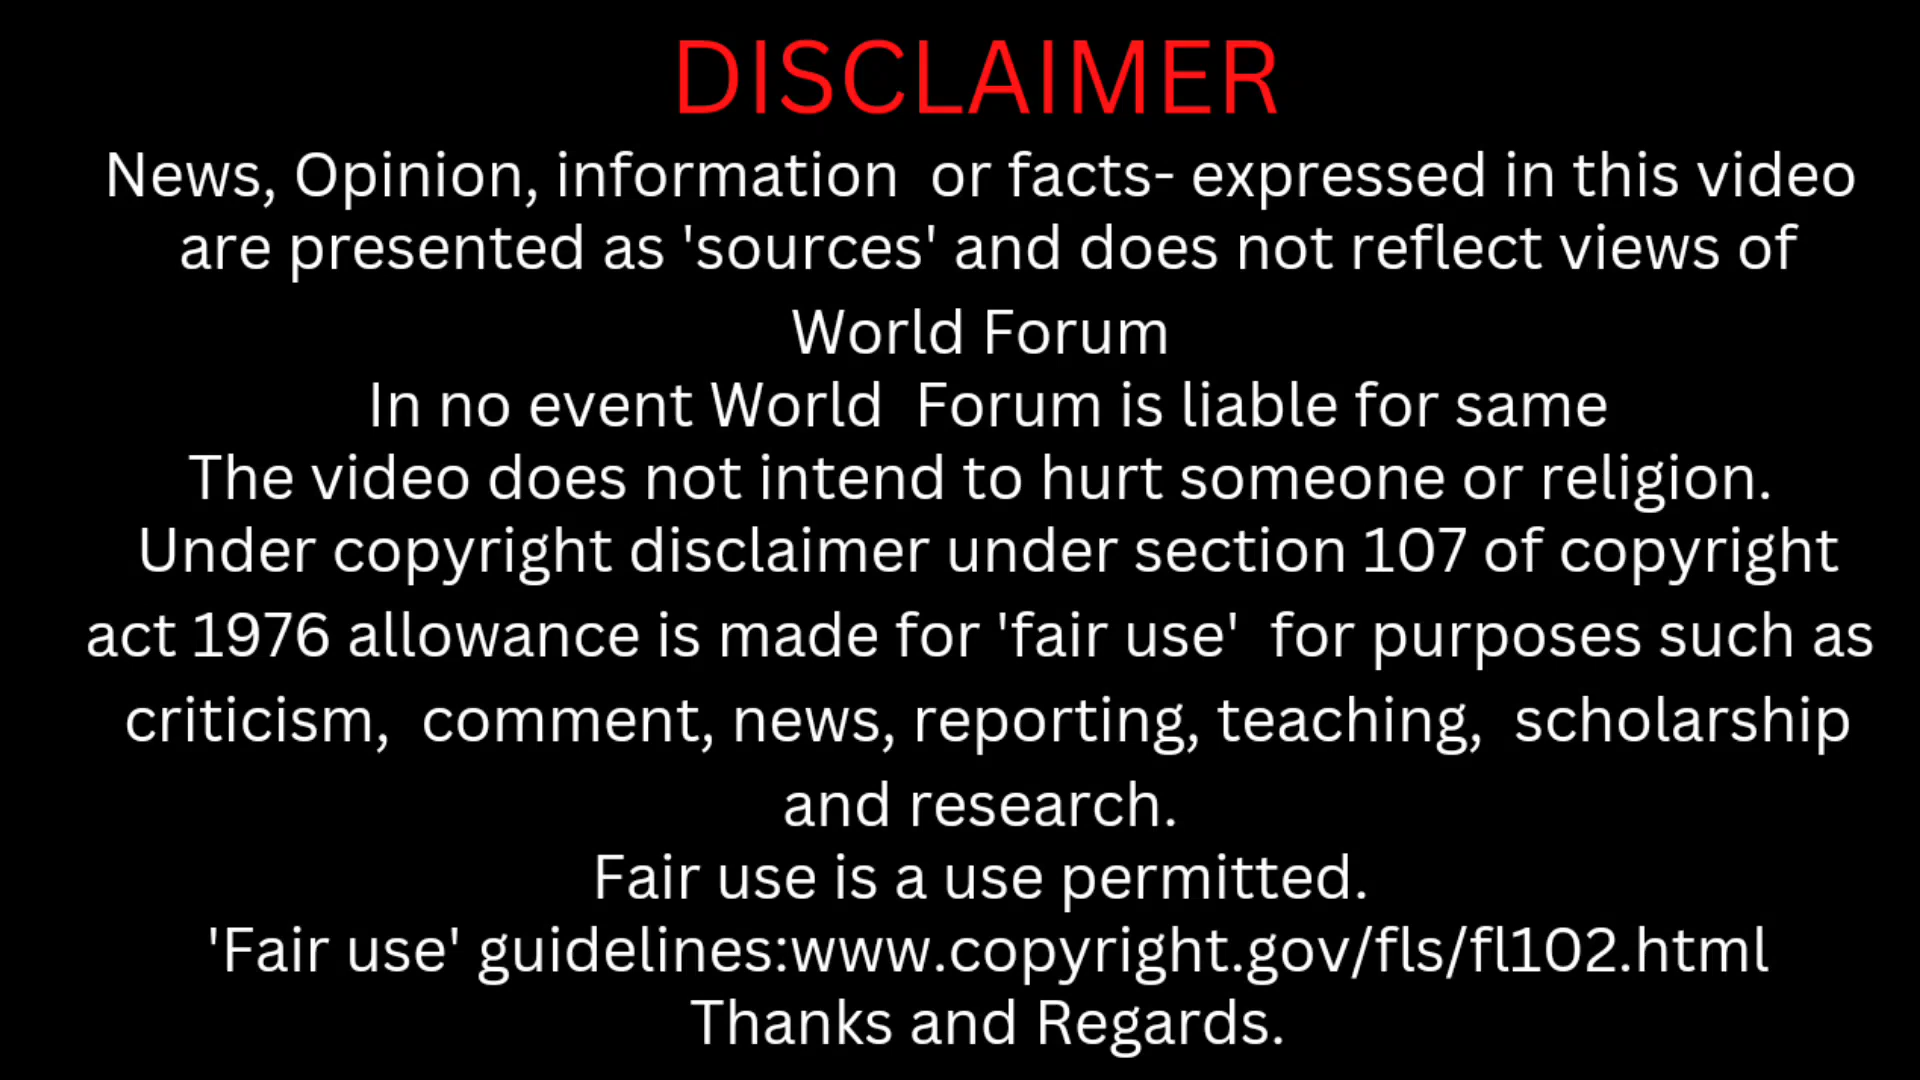 DISCLAIMER
News, Opinion, information  or facts- expressed in this video
are presented as 'sources' and does not reflect views of
World Forum
In no event World  Forum is liable for same
The video does not intend to hurt someone or religion.
Under copyright disclaimer under section 107 of copyright
act 1976 allowance is made for 'fair use'  for purposes such as
criticism,  comment, news, reporting, teaching,  scholarship
and research.
Fair use is a use permitted.
'Fair use' guidelines:www.copyright.gov/fls/fl102.html
Thanks and Regards.